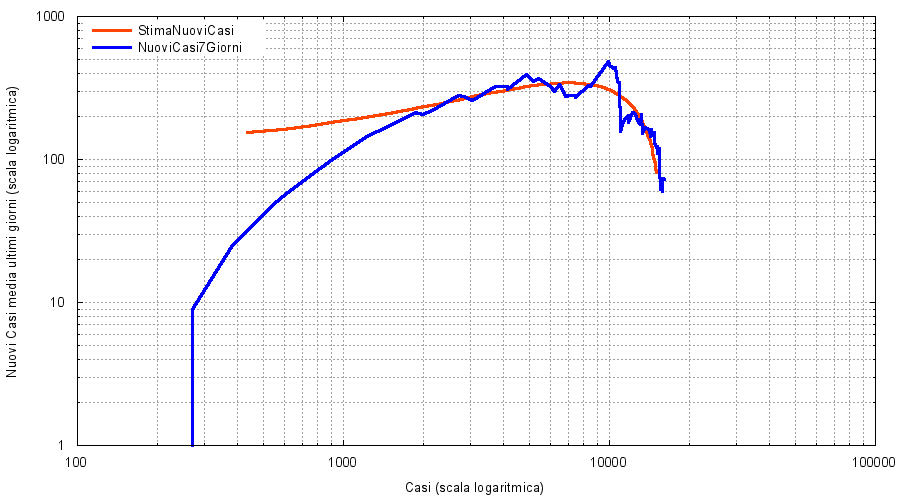 1000
StimaNuoviCasi
NuoviCasi7Giorni
100
10
1
100
1000
10000
100000
Nuovi Casi media ultimi giorni (scala logaritmica)
Casi (scala logaritmica)